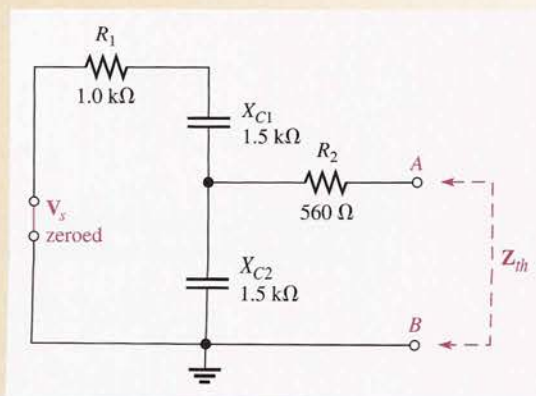 R1
1.0 kΩ
XC1
1.5 kΩ
R2
560 Ω
A
Vs
zeroed
Zth
XC2
1.5 kΩ
B